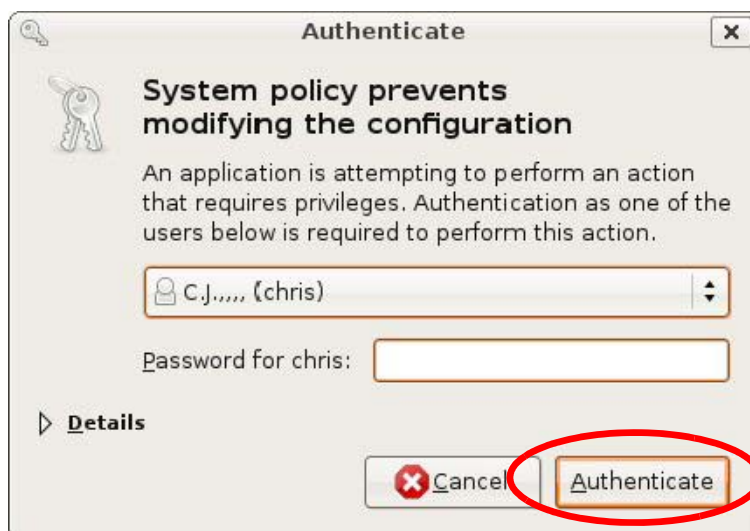 Authenticate
System policy prevents
modifying the configuration
An application is attempting to perform an action
that requires privileges. Authentication as one of the
users below is required to perform this action.
C.J.,,,, (chris)
Password for chris:
Details
Cancel
Authenticate